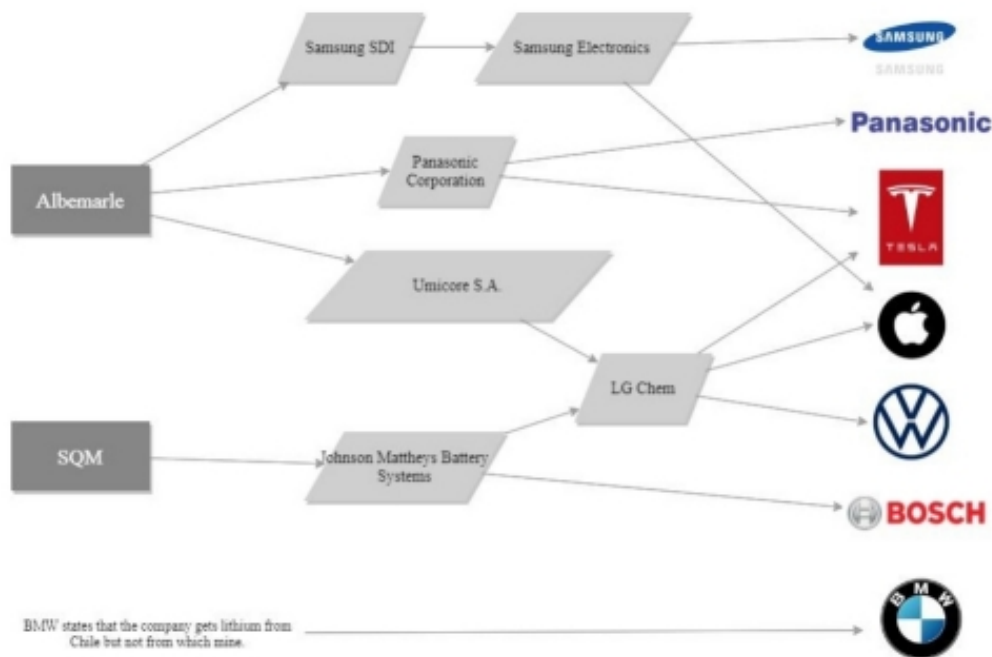 Samsung SDI
Samsung Electronics
SAMSUNG
SAMSUNG
Panasonic
Albemarle
Panasonic
Corporation
TESLA
Umicore S.A.
LG Chem
SQM
Johnson Mattheys Battery
Systems
BOSCH
BMW
BMW states that the company gets lithium from
Chile but not from which mine.